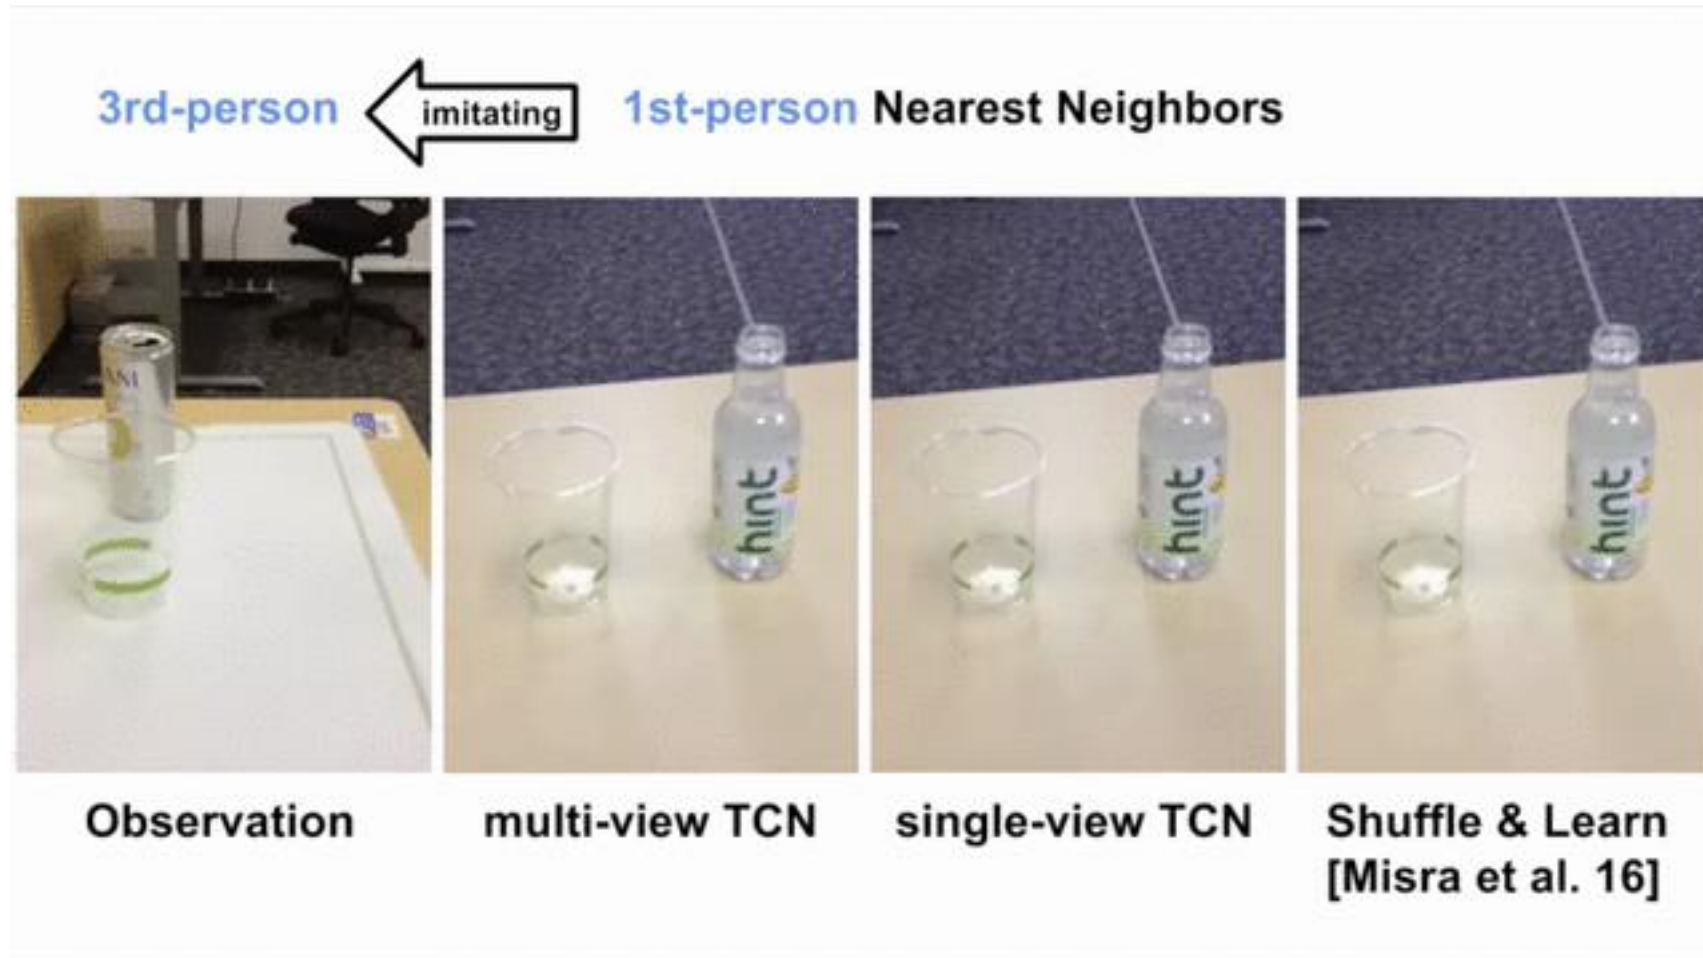 3rd-person imitating 1st-person Nearest Neighbors
hint
hint
hint
Observation
multi-view TCN
single-view TCN
Shuffle & Learn
[Misra et al. 16]